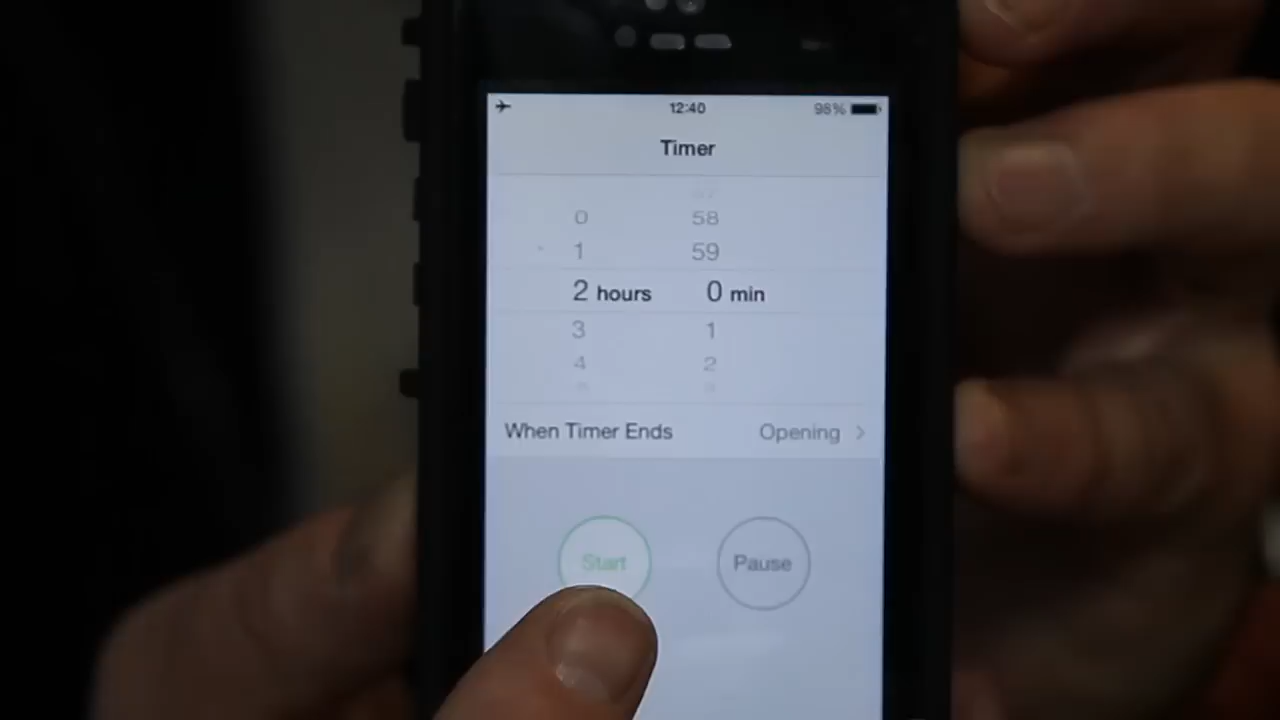 12:40 98%
Timer
0 58
1 59
2 hours 0 min
3 1
4 2
When Timer Ends Opening >
Start Pause